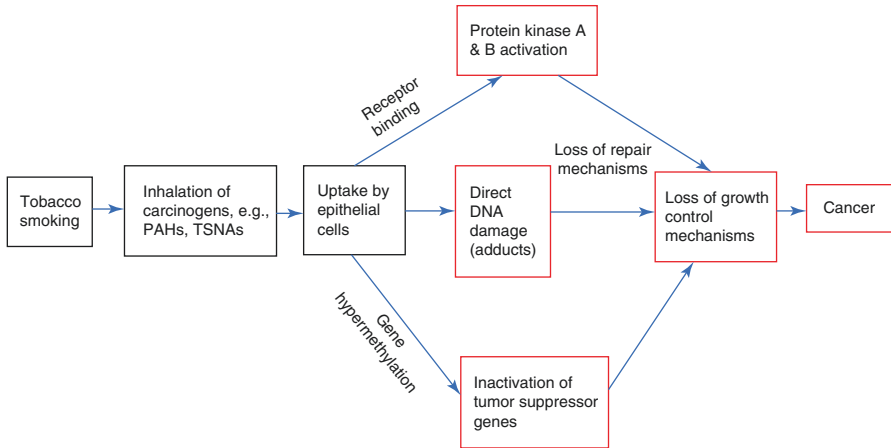 Protein kinase A
& B activation
Receptor
binding
Loss of repair
mechanisms
Tobacco
smoking
Inhalation of
carcinogens, e.g.,
PAHs, TSNAs
Uptake by
epithelial
cells
Direct
DNA
damage
(adducts)
Loss of growth
control
mechanisms
Cancer
Gene
hypermethylation
Inactivation of
tumor suppressor
genes